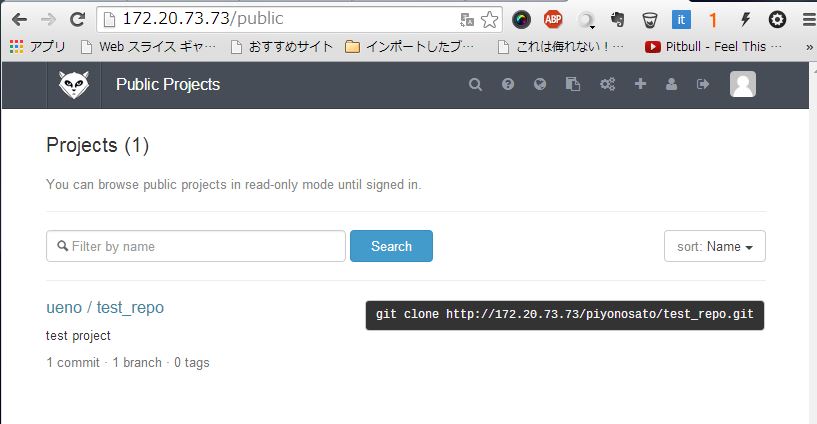 172.20.73.73/public
アプリ Web スライス ギャ… おすすめサイト インポートしたブ… これは侮れない!… Pitbull - Feel This …
Public Projects
Projects (1)
You can browse public projects in read-only mode until signed in.
Filter by name Search sort: Name
ueno / test_repo git clone http://172.20.73.73/piyonosato/test_repo.git
test project
1 commit · 1 branch · 0 tags